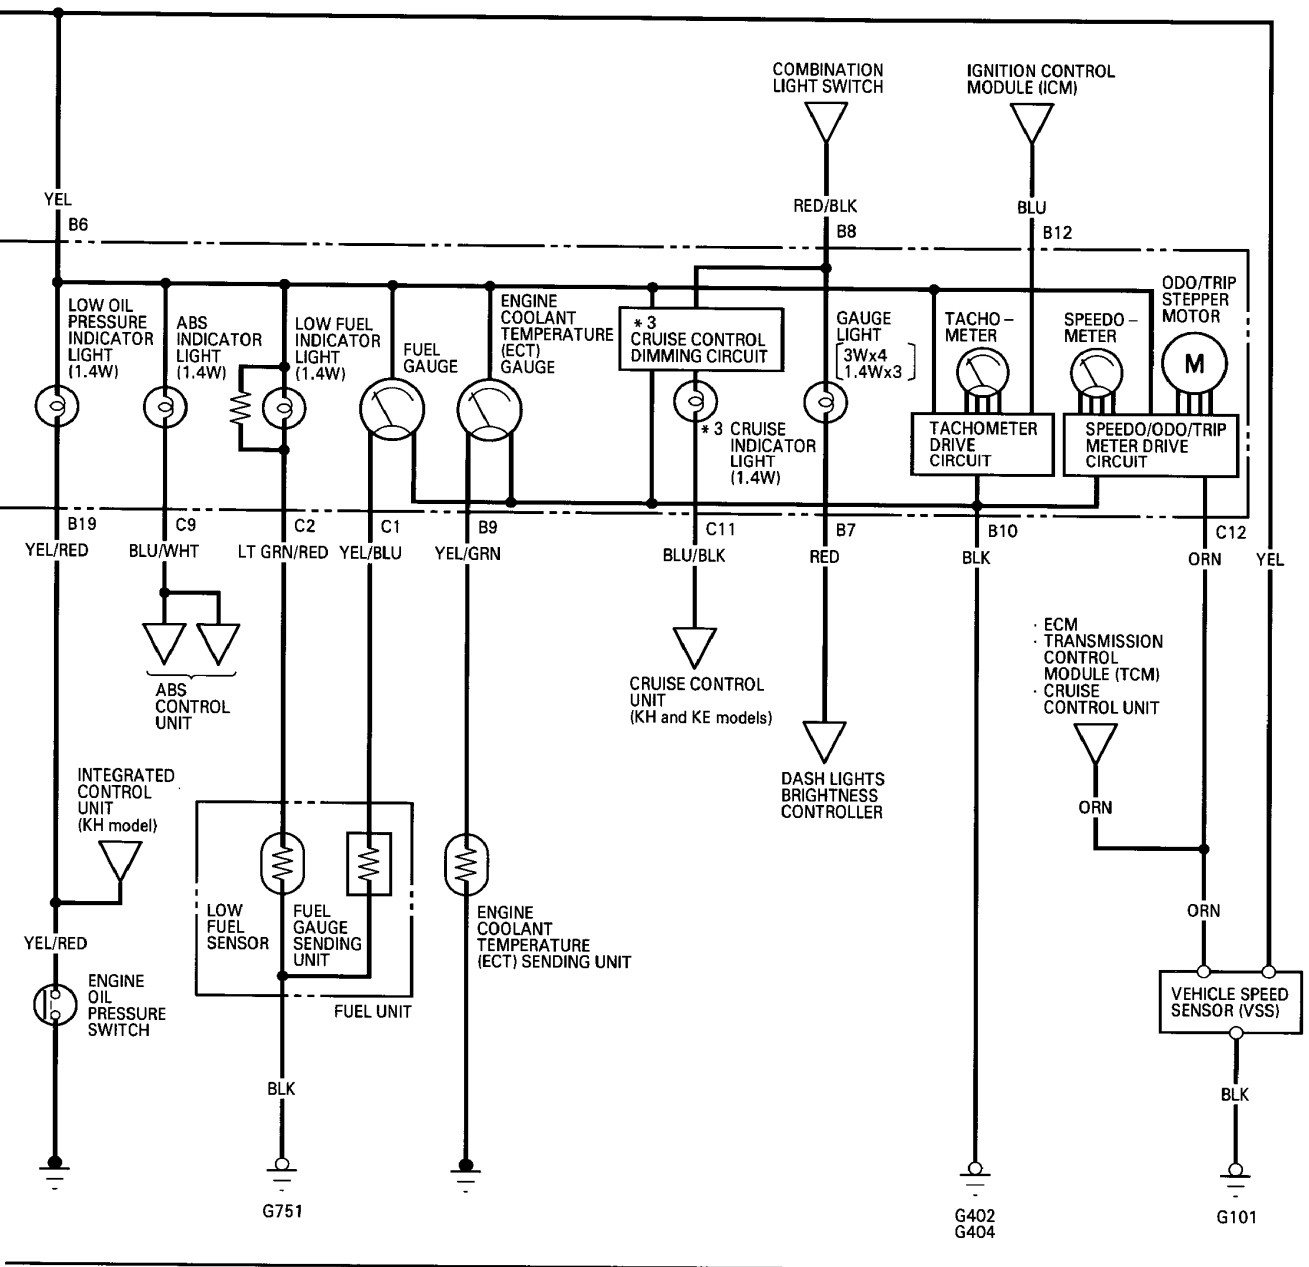 COMBINATION
LIGHT SWITCH
IGNITION CONTROL
MODULE (ICM)
YEL
RED/BLK
BLU
B6
B8
B12
LOW OIL
PRESSURE
INDICATOR
LIGHT
(1.4W)
ABS
INDICATOR
LIGHT
(1.4W)
LOW FUEL
INDICATOR
LIGHT
(1.4W)
FUEL
GAUGE
ENGINE
COOLANT
TEMPERATURE
(ECT)
GAUGE
* 3
CRUISE CONTROL
DIMMING CIRCUIT
GAUGE
LIGHT
3Wx4
1.4Wx3
TACHO -
METER
SPEEDO -
METER
ODO/TRIP
STEPPER
MOTOR
M
* 3 CRUISE
INDICATOR
LIGHT
(1.4W)
TACHOMETER
DRIVE
CIRCUIT
SPEEDO/ODO/TRIP
METER DRIVE
CIRCUIT
B19
C9
C2
C1
B9
C11
B7
B10
C12
YEL/RED
BLU/WHT
LT GRN/RED
YEL/BLU
YEL/GRN
BLU/BLK
RED
BLK
ORN
YEL
ABS
CONTROL
UNIT
CRUISE CONTROL
UNIT
(KH and KE models)
· ECM
· TRANSMISSION
CONTROL
MODULE (TCM)
· CRUISE
CONTROL UNIT
DASH LIGHTS
BRIGHTNESS
CONTROLLER
ORN
INTEGRATED
CONTROL
UNIT
(KH model)
YEL/RED
LOW
FUEL
SENSOR
FUEL
GAUGE
SENDING
UNIT
ENGINE
COOLANT
TEMPERATURE
(ECT) SENDING UNIT
ORN
ENGINE
OIL
PRESSURE
SWITCH
FUEL UNIT
VEHICLE SPEED
SENSOR (VSS)
BLK
BLK
G751
G402
G404
G101